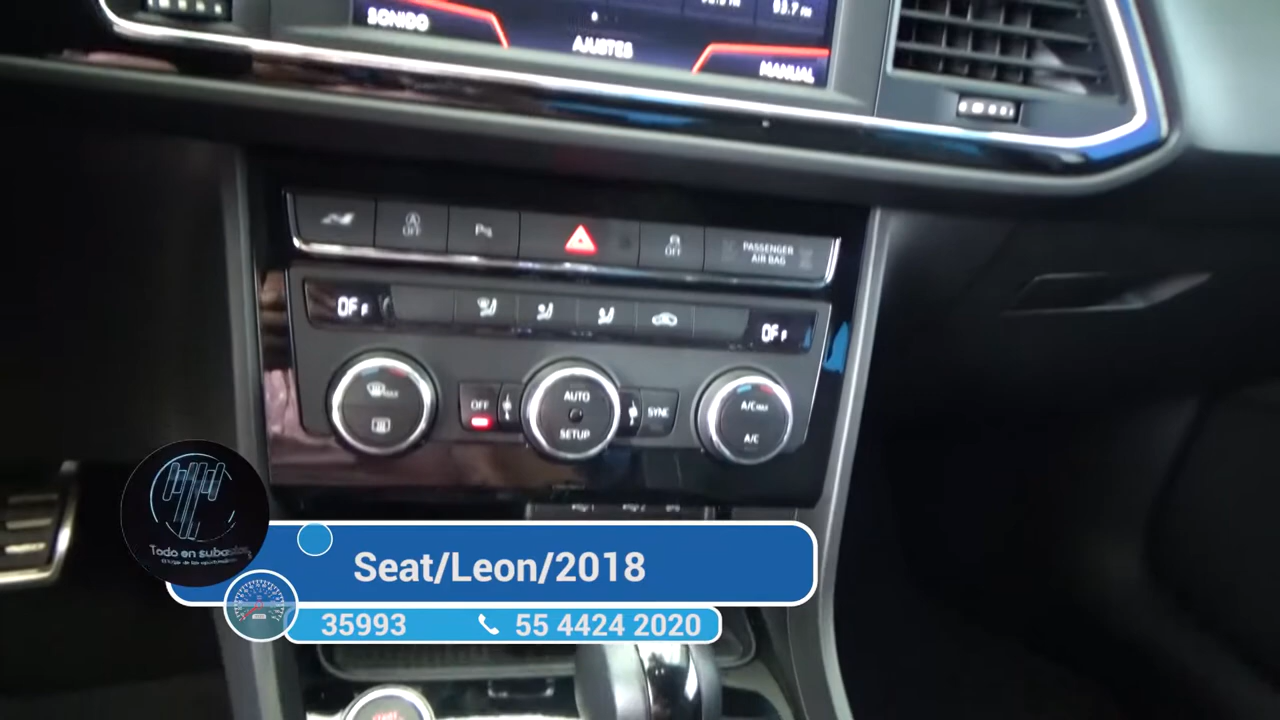 SONIDO
AJUSTES
MANUAL
OFF
P
OFF
PASSENGER
AIR BAG
OFF
AUTO
SETUP
SYNC
A/C MAX
A/C
Todo en subastas
Seat/Leon/2018
35993
55 4424 2020